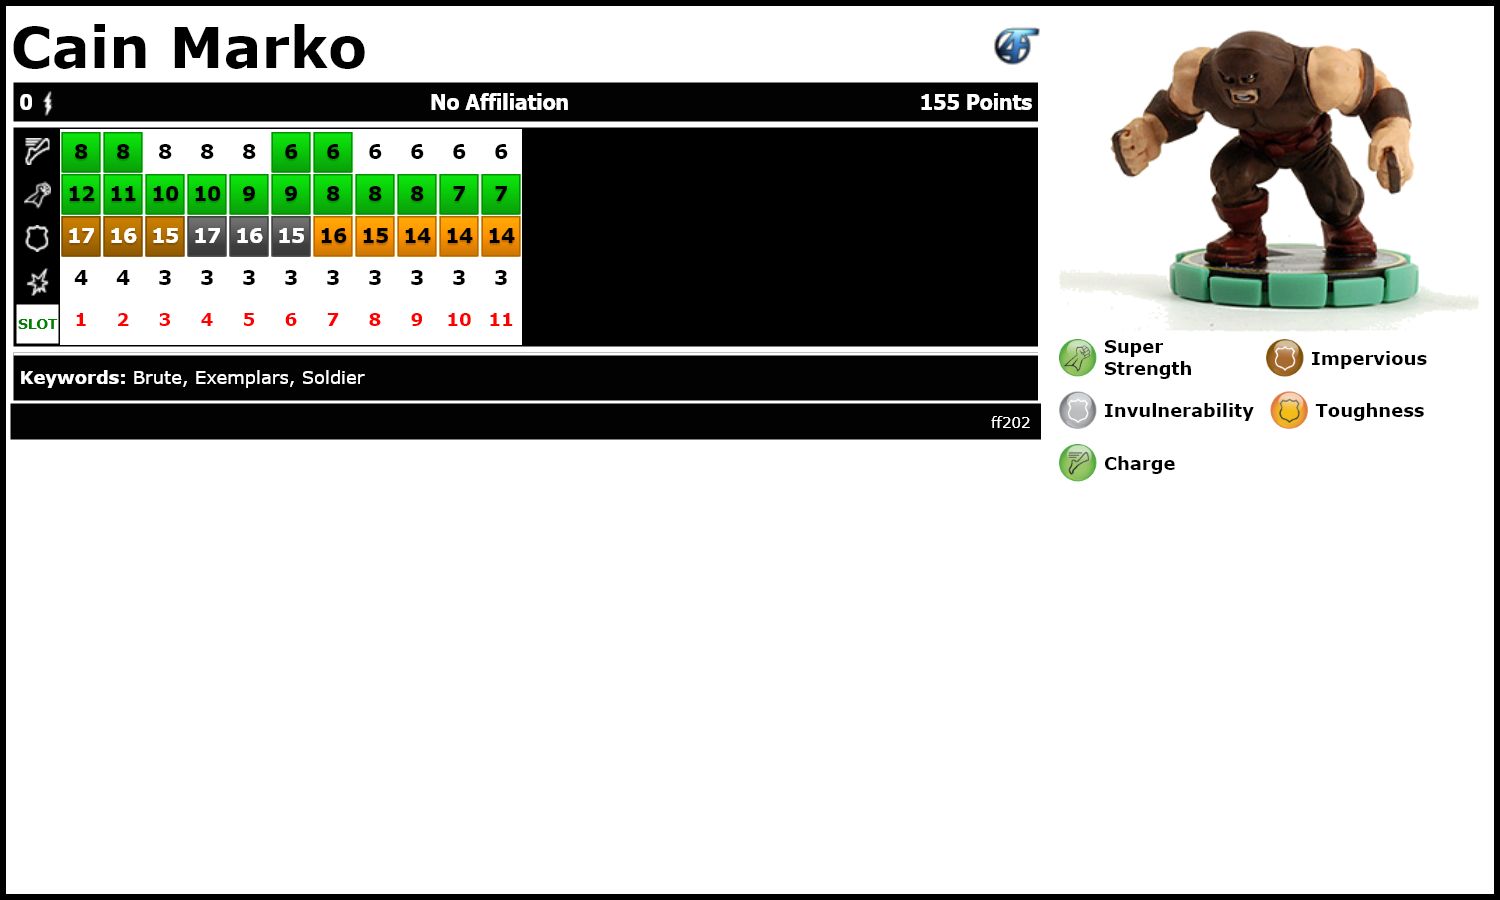 Cain Marko
0 No Affiliation 155 Points
8 8 8 8 8 6 6 6 6 6 6
12 11 10 10 9 9 8 8 8 7 7
17 16 15 17 16 15 16 15 14 14 14
4 4 3 3 3 3 3 3 3 3 3
SLOT 1 2 3 4 5 6 7 8 9 10 11
Keywords: Brute, Exemplars, Soldier
ff202
Super
Strength
Impervious
Invulnerability
Toughness
Charge